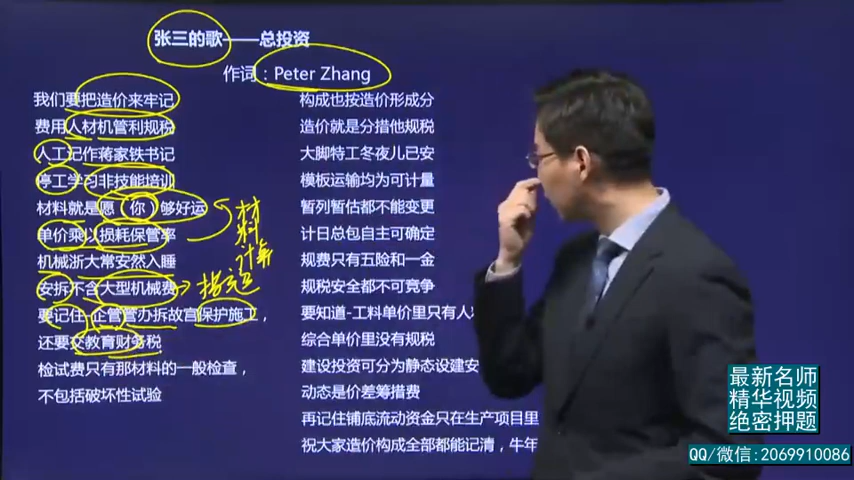 张三的歌——总投资
作词：Peter Zhang
我们要把造价来牢记
费用人材机管利规税
人工记作蒋家铁书记
停工学习非技能培训
材料就是愿（你）够好运
单价乘以损耗保管率
机械浙大常安然入睡
安拆不含大型机械费
要记住-企管管办拆故宫保护施工，
还要交教育财务税
检试费只有那材料的一般检查，
不包括破坏性试验
材料计算
措施
构成也按造价形成分
造价就是分措他规税
大脚特工冬夜儿已安
模板运输均为可计量
暂列暂估都不能变更
计日总包自主可确定
规费只有五险和一金
规税安全都不可竞争
要知道-工料单价里只有人
综合单价里没有规税
建设投资可分为静态设建安
动态是价差筹措费
再记住铺底流动资金只在生产项目里
祝大家造价构成全部都能记清，牛年
最新名师
精华视频
绝密押题
QQ/微信:2069910086